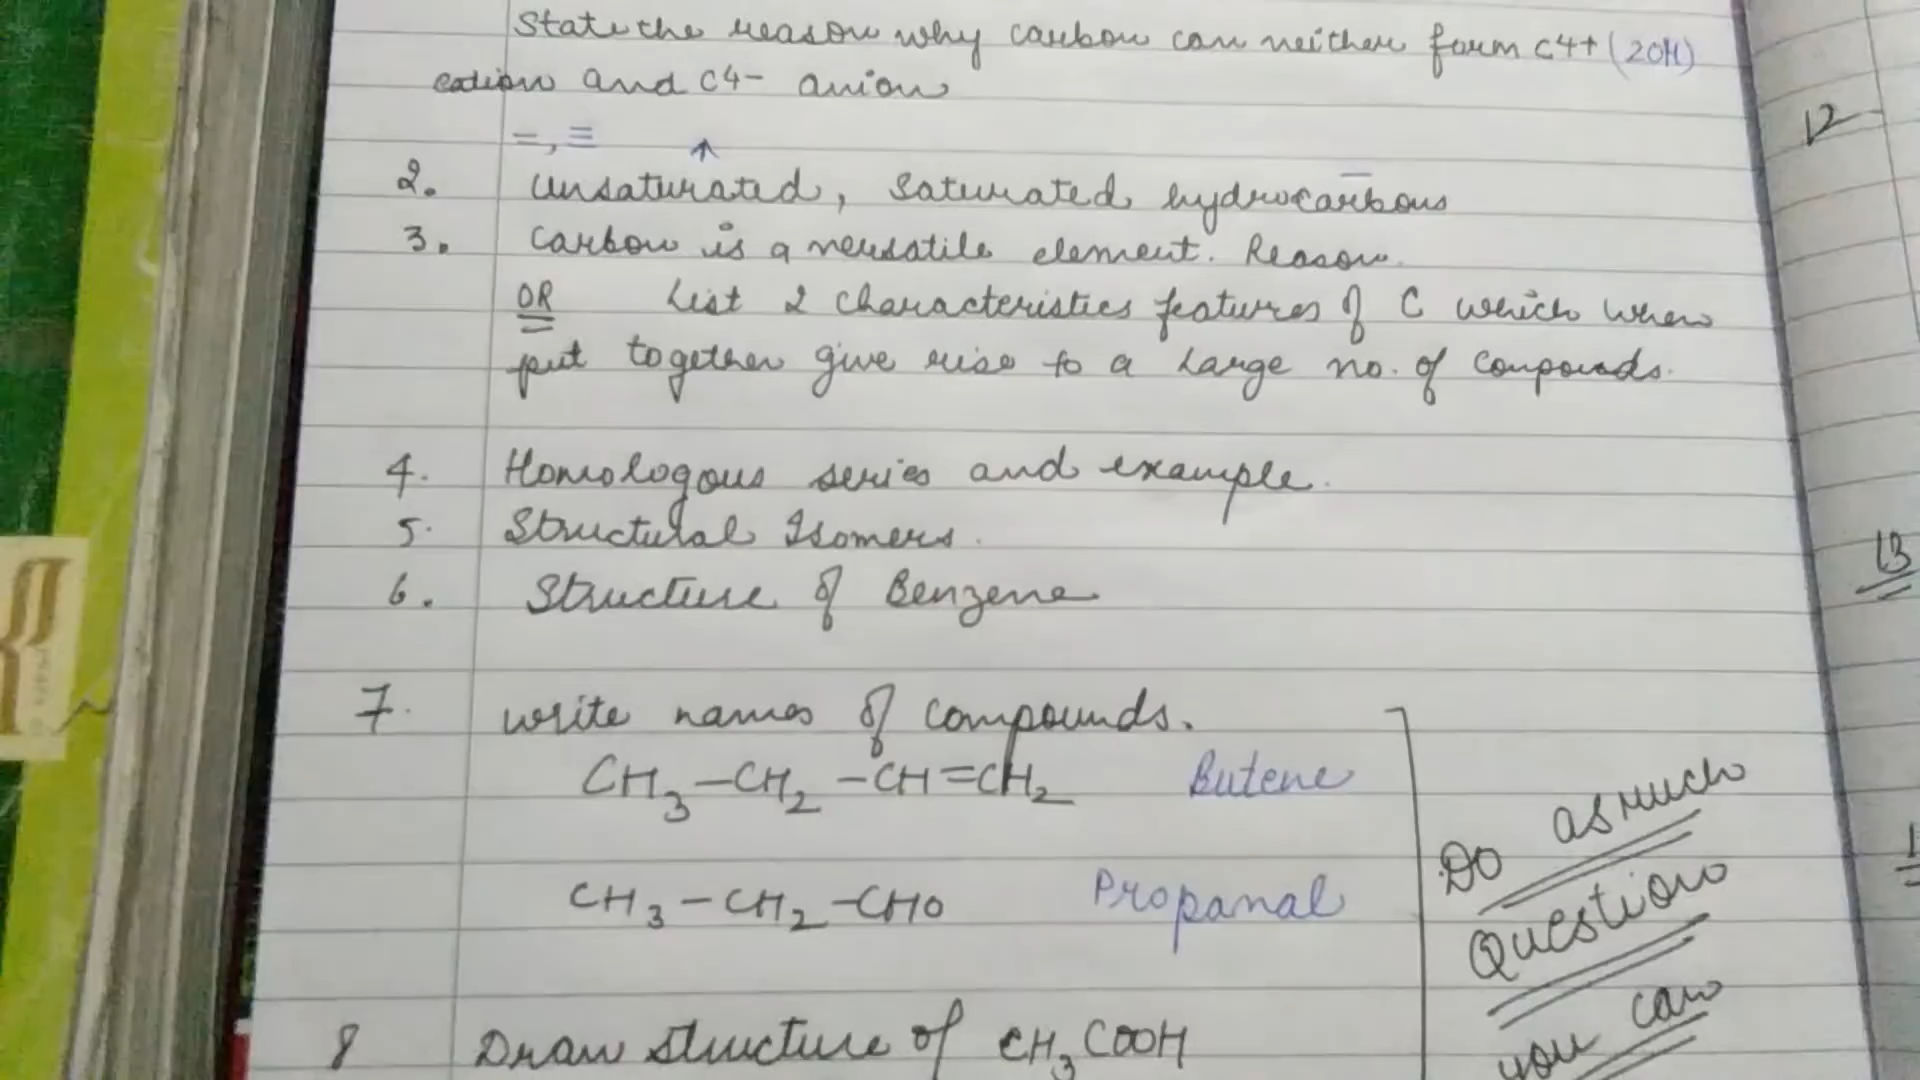 State the reason why carbon can neither form C4+ (2011)
cation and C4- anion
=, ≡ ↑ –
2. Unsaturated, Saturated hydrocarbons
3. Carbon is a versatile element. Reason.
OR List 2 characteristics features of C which when
put together give rise to a large no. of compounds.
4. Homologous series and example.
5. Structural Isomers.
6. Structure of Benzene
7. write names of compounds.
CH3-CH2-CH=CH2 Butene
CH3-CH2-CHO Propanal
8 Draw structure of CH3COOH
Do as much
Question
you can
12
13